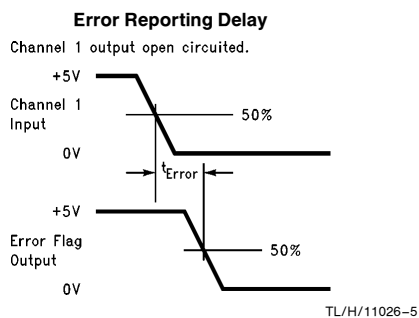 Error Reporting Delay
Channel 1 output open circuited.
+5V
Channel 1
Input
50%
0V
tError
+5V
Error Flag
Output
50%
0V
TL/H/11026–5